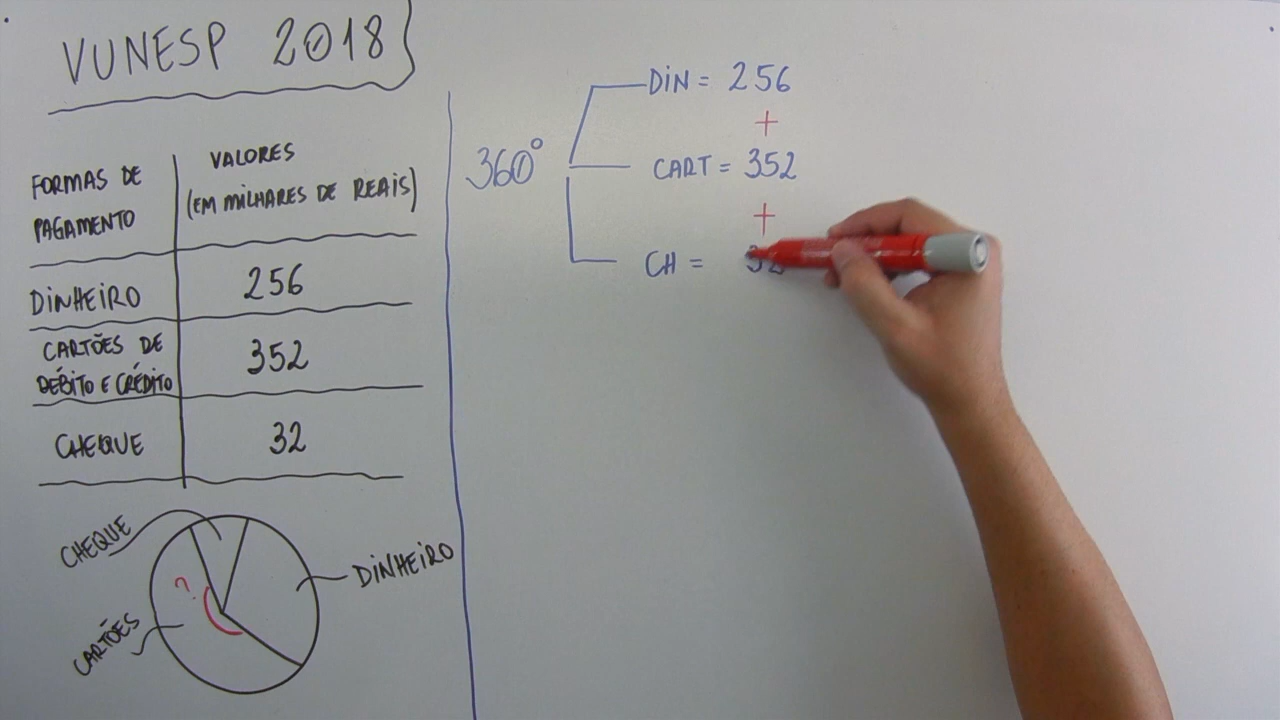 VUNESP 2018
FORMAS DE PAGAMENTO
VALORES (EM MILHARES DE REAIS)
DINHEIRO 256
CARTÕES DE DÉBITO E CRÉDITO 352
CHEQUE 32
CHEQUE
?
DINHEIRO
CARTÕES
DIN = 256
+
360° CART = 352
+
CH = 32